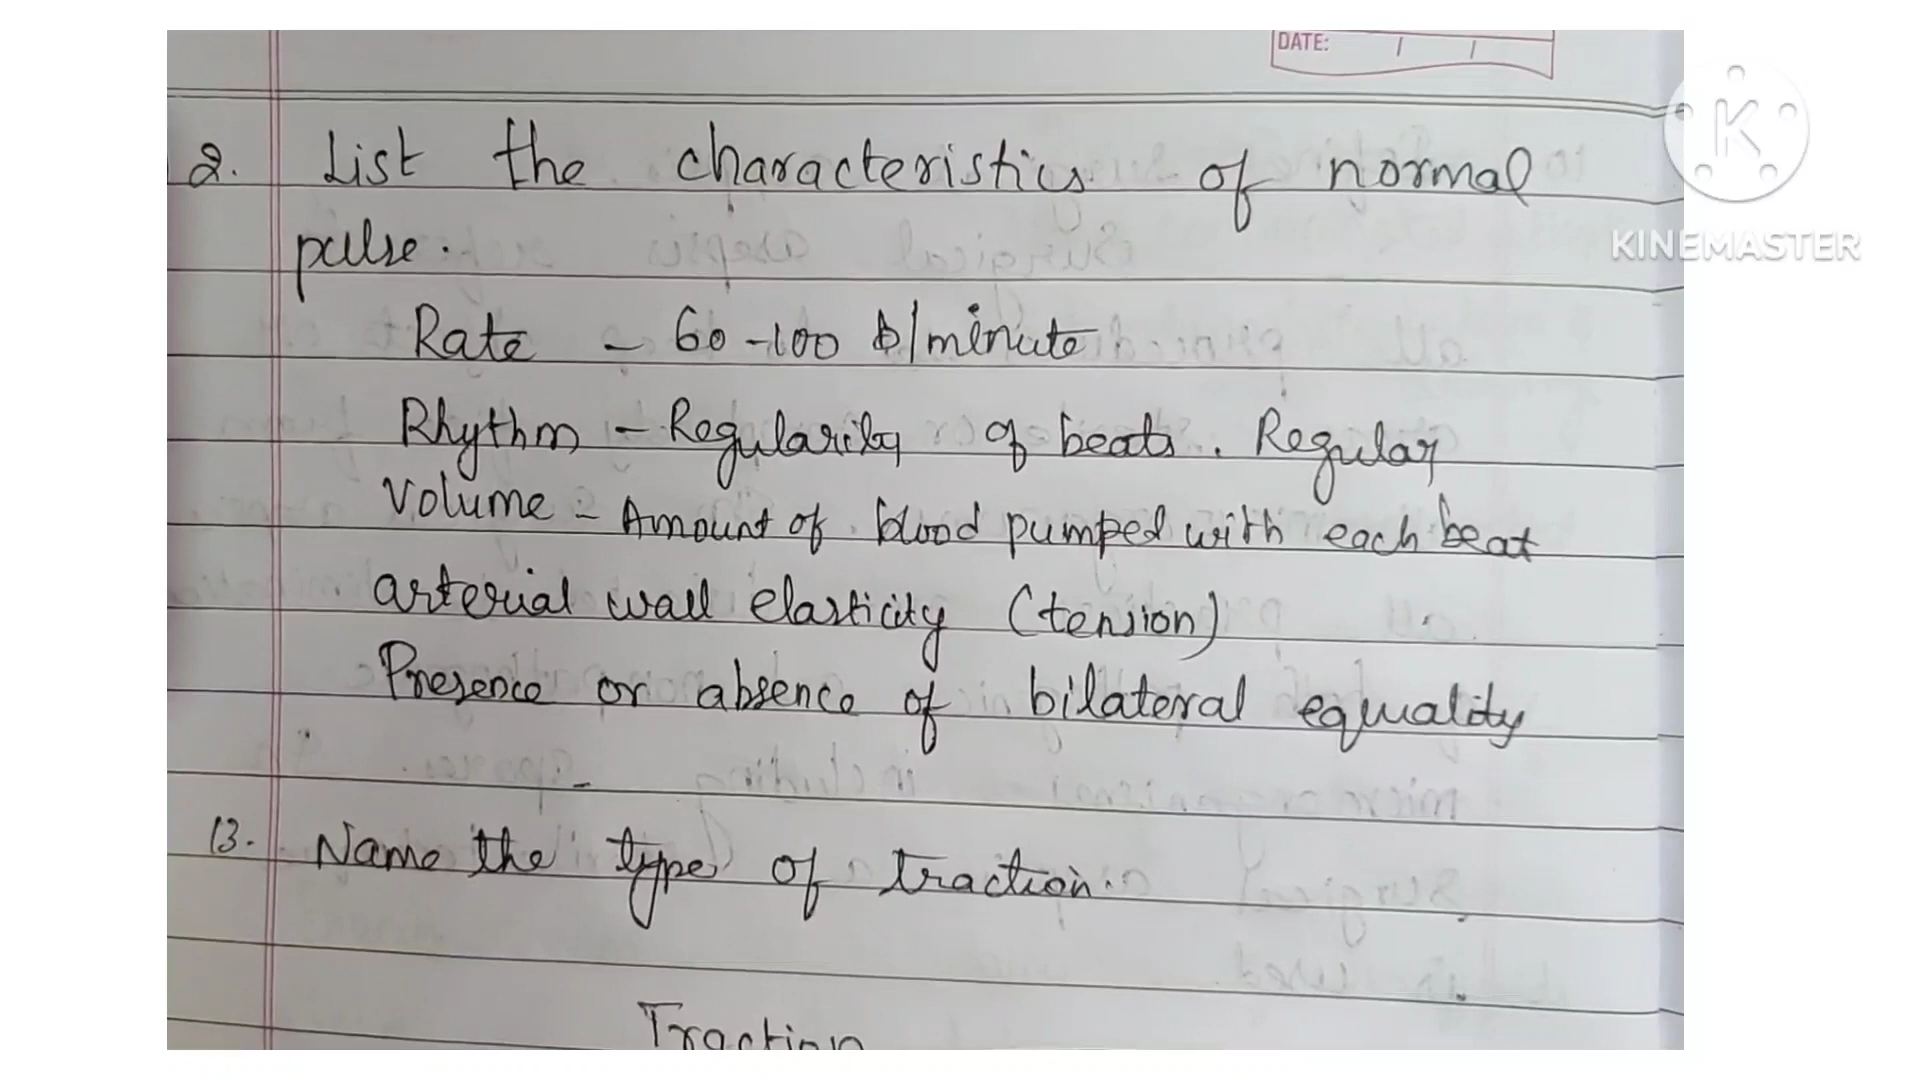 DATE: / /
2. List the characteristics of normal
pulse.
Rate - 60-100 b/minute
Rhythm - Regularity of beats. Regular
Volume - Amount of blood pumped with each beat
arterial wall elasticity (tension)
Presence or absence of bilateral equality
13. Name the type of traction.
Traction
K
KINEMASTER